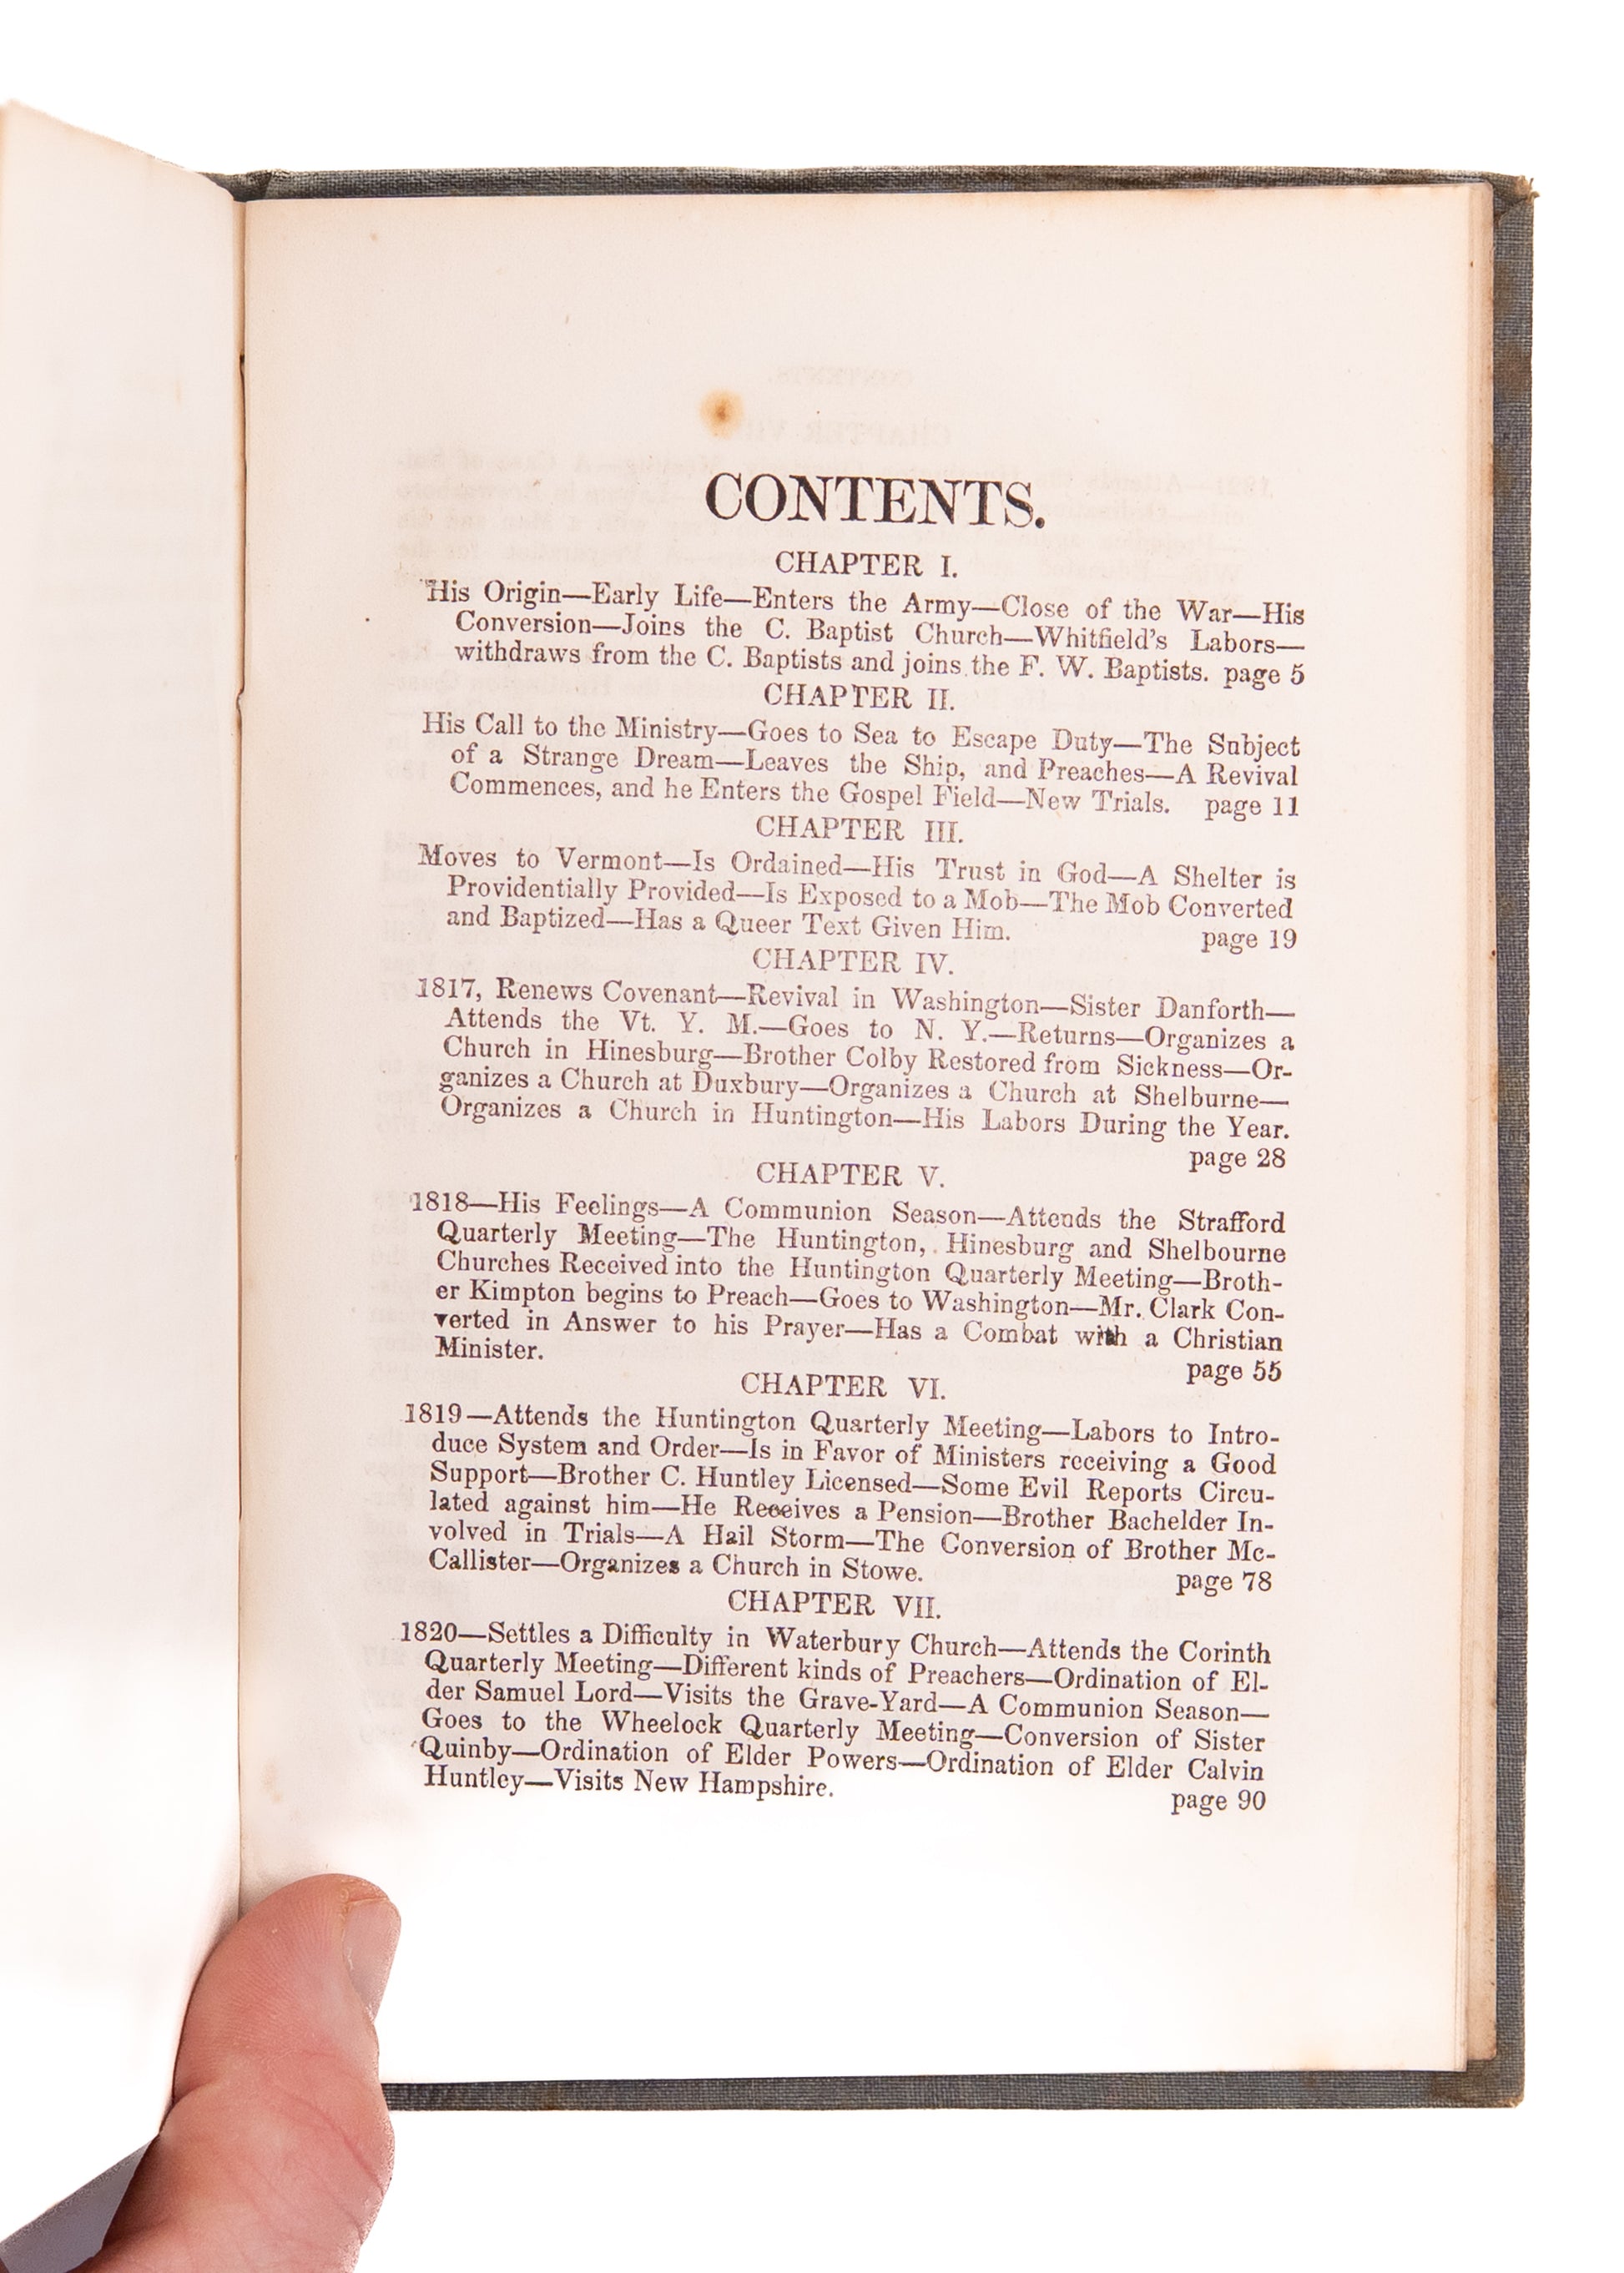 CONTENTS.
CHAPTER I.
His Origin—Early Life—Enters the Army—Close of the War—His
Conversion—Joins the C. Baptist Church—Whitfield's Labors—
withdraws from the C. Baptists and joins the F. W. Baptists. page 5
CHAPTER II.
His Call to the Ministry—Goes to Sea to Escape Duty—The Subject
of a Strange Dream—Leaves the Ship, and Preaches—A Revival
Commences, and he Enters the Gospel Field—New Trials. page 11
CHAPTER III.
Moves to Vermont—Is Ordained—His Trust in God—A Shelter is
Providentially Provided—Is Exposed to a Mob—The Mob Converted
and Baptized—Has a Queer Text Given Him. page 19
CHAPTER IV.
1817, Renews Covenant—Revival in Washington—Sister Danforth—
Attends the Vt. Y. M.—Goes to N. Y.—Returns—Organizes a
Church in Hinesburg—Brother Colby Restored from Sickness—Or-
ganizes a Church at Duxbury—Organizes a Church at Shelburne—
Organizes a Church in Huntington—His Labors During the Year.
page 28
CHAPTER V.
1818—His Feelings—A Communion Season—Attends the Strafford
Quarterly Meeting—The Huntington, Hinesburg and Shelbourne
Churches Received into the Huntington Quarterly Meeting—Broth-
er Kimpton begins to Preach—Goes to Washington—Mr. Clark Con-
verted in Answer to his Prayer—Has a Combat with a Christian
Minister. page 55
CHAPTER VI.
1819—Attends the Huntington Quarterly Meeting—Labors to Intro-
duce System and Order—Is in Favor of Ministers receiving a Good
Support—Brother C. Huntley Licensed—Some Evil Reports Circu-
lated against him—He Receives a Pension—Brother Bachelder In-
volved in Trials—A Hail Storm—The Conversion of Brother Mc-
Callister—Organizes a Church in Stowe. page 78
CHAPTER VII.
1820—Settles a Difficulty in Waterbury Church—Attends the Corinth
Quarterly Meeting—Different kinds of Preachers—Ordination of El-
der Samuel Lord—Visits the Grave-Yard—A Communion Season—
Goes to the Wheelock Quarterly Meeting—Conversion of Sister
Quinby—Ordination of Elder Powers—Ordination of Elder Calvin
Huntley—Visits New Hampshire. page 90